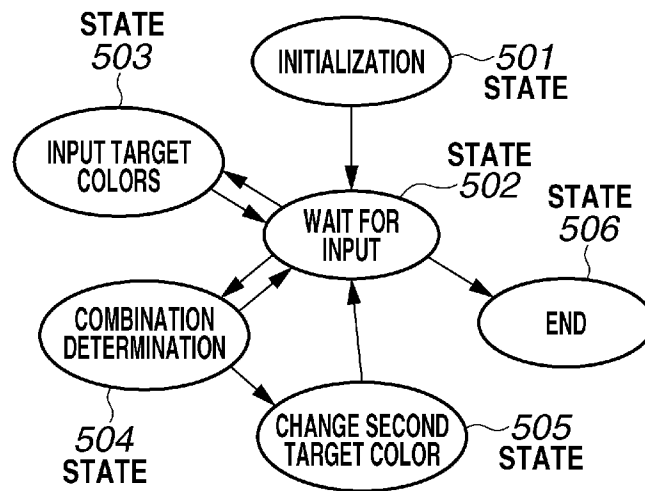 STATE
503
INITIALIZATION
501
STATE
INPUT TARGET
COLORS
STATE
502
WAIT FOR
INPUT
STATE
506
END
COMBINATION
DETERMINATION
504
STATE
CHANGE SECOND
TARGET COLOR
505
STATE